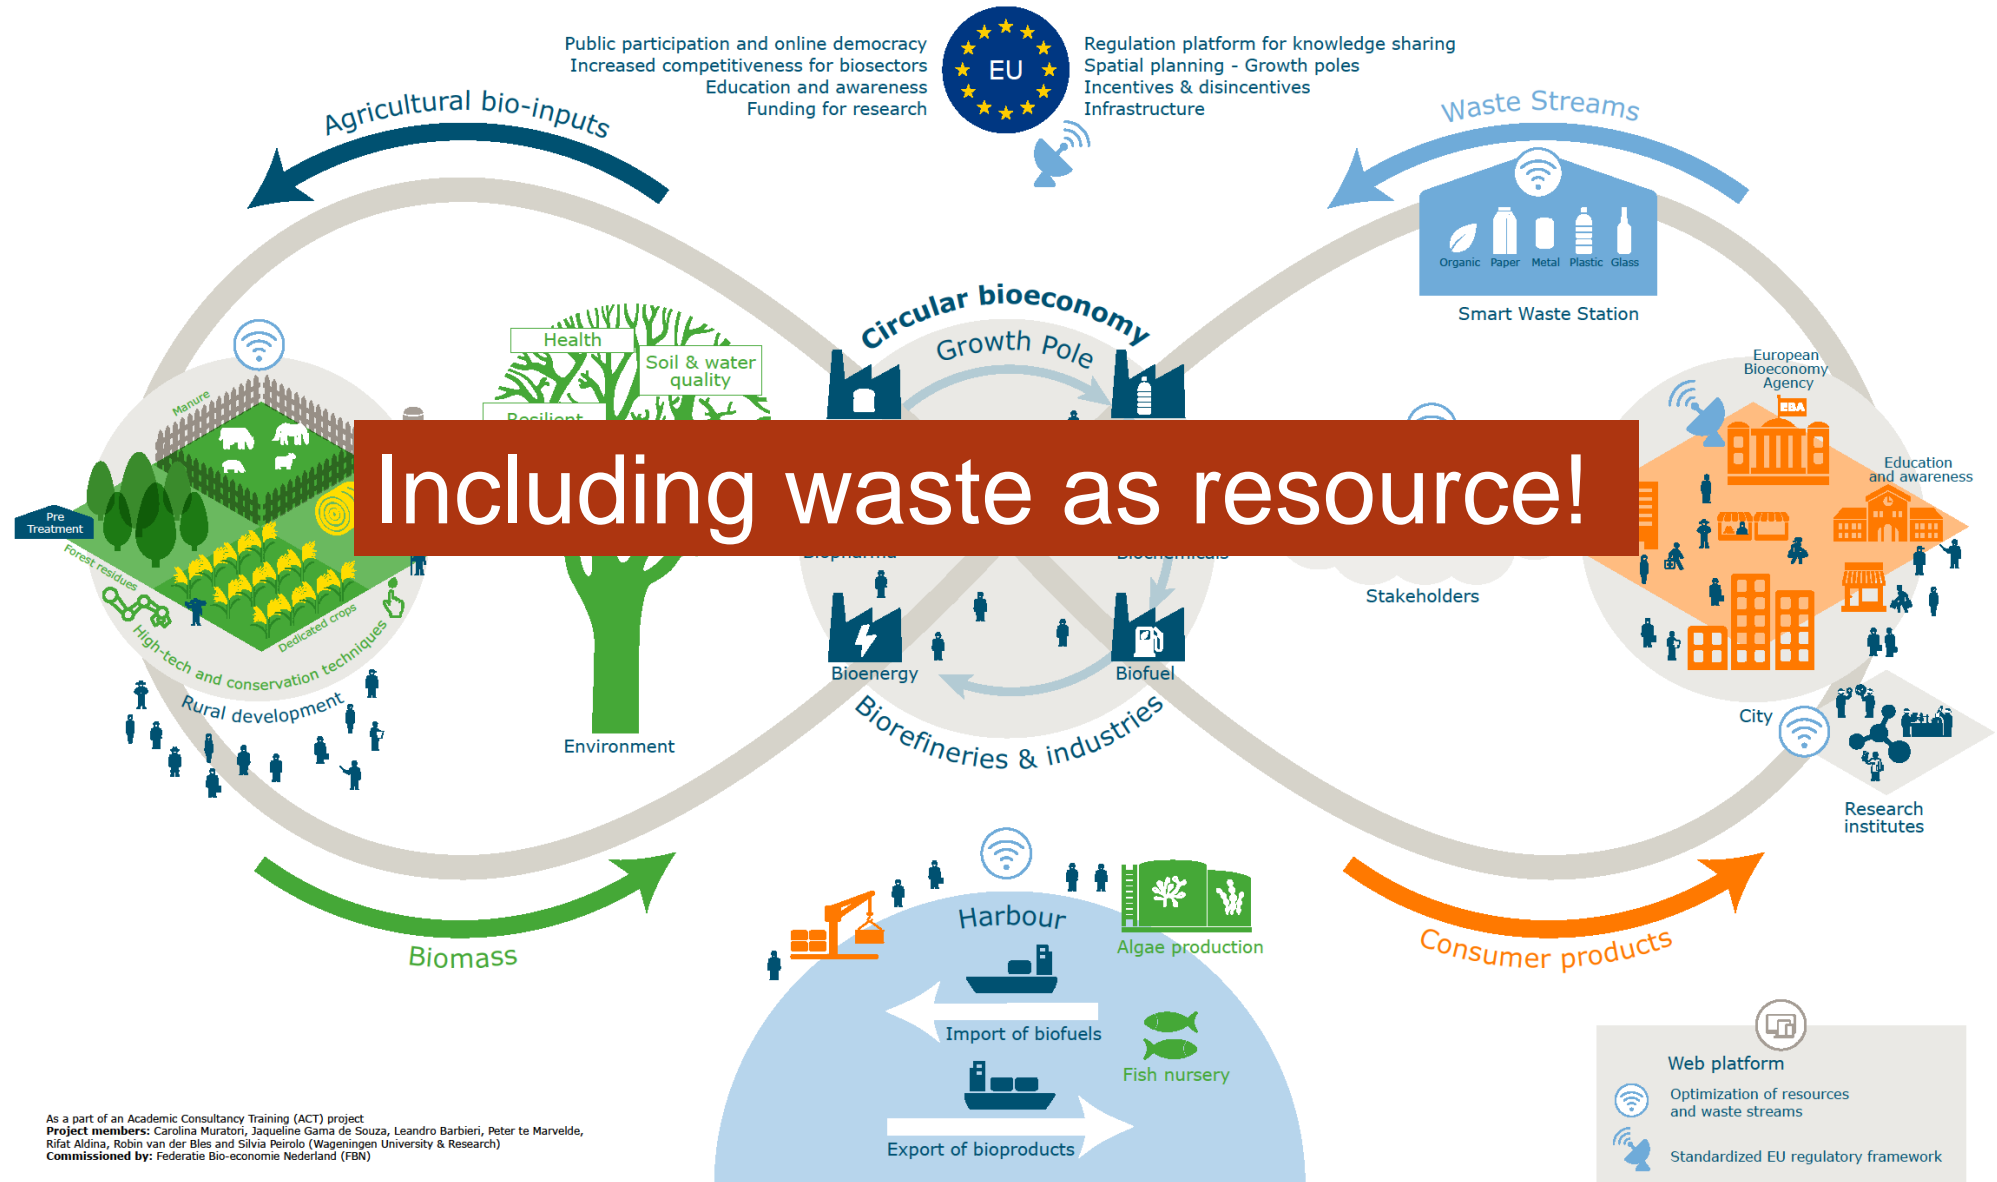 Public participation and online democracy
Increased competitiveness for biosectors
Education and awareness
Funding for research
EU
Regulation platform for knowledge sharing
Spatial planning - Growth poles
Incentives & disincentives
Infrastructure
Agricultural bio-inputs
Waste Streams
Organic Paper Metal Plastic Glass
Smart Waste Station
Circular bioeconomy
Growth Pole
Health
Soil & water
quality
Resilient
Manure
European
Bioeconomy
Agency
EBA
Education
and awareness
Including waste as resource!
Pre
Treatment
Forest residues
Dedicated crops
High-tech and conservation techniques
Rural development
Environment
Biopharma
Biochemicals
Bioenergy
Biofuel
Biorefineries & industries
Stakeholders
City
Research
institutes
Biomass
Harbour
Algae production
Import of biofuels
Fish nursery
Export of bioproducts
Consumer products
Web platform
Optimization of resources
and waste streams
Standardized EU regulatory framework
As a part of an Academic Consultancy Training (ACT) project
Project members: Carolina Muratori, Jaqueline Gama de Souza, Leandro Barbieri, Peter te Marvelde,
Rifat Aldina, Robin van der Bles and Silvia Peirolo (Wageningen University & Research)
Commissioned by: Federatie Bio-economie Nederland (FBN)